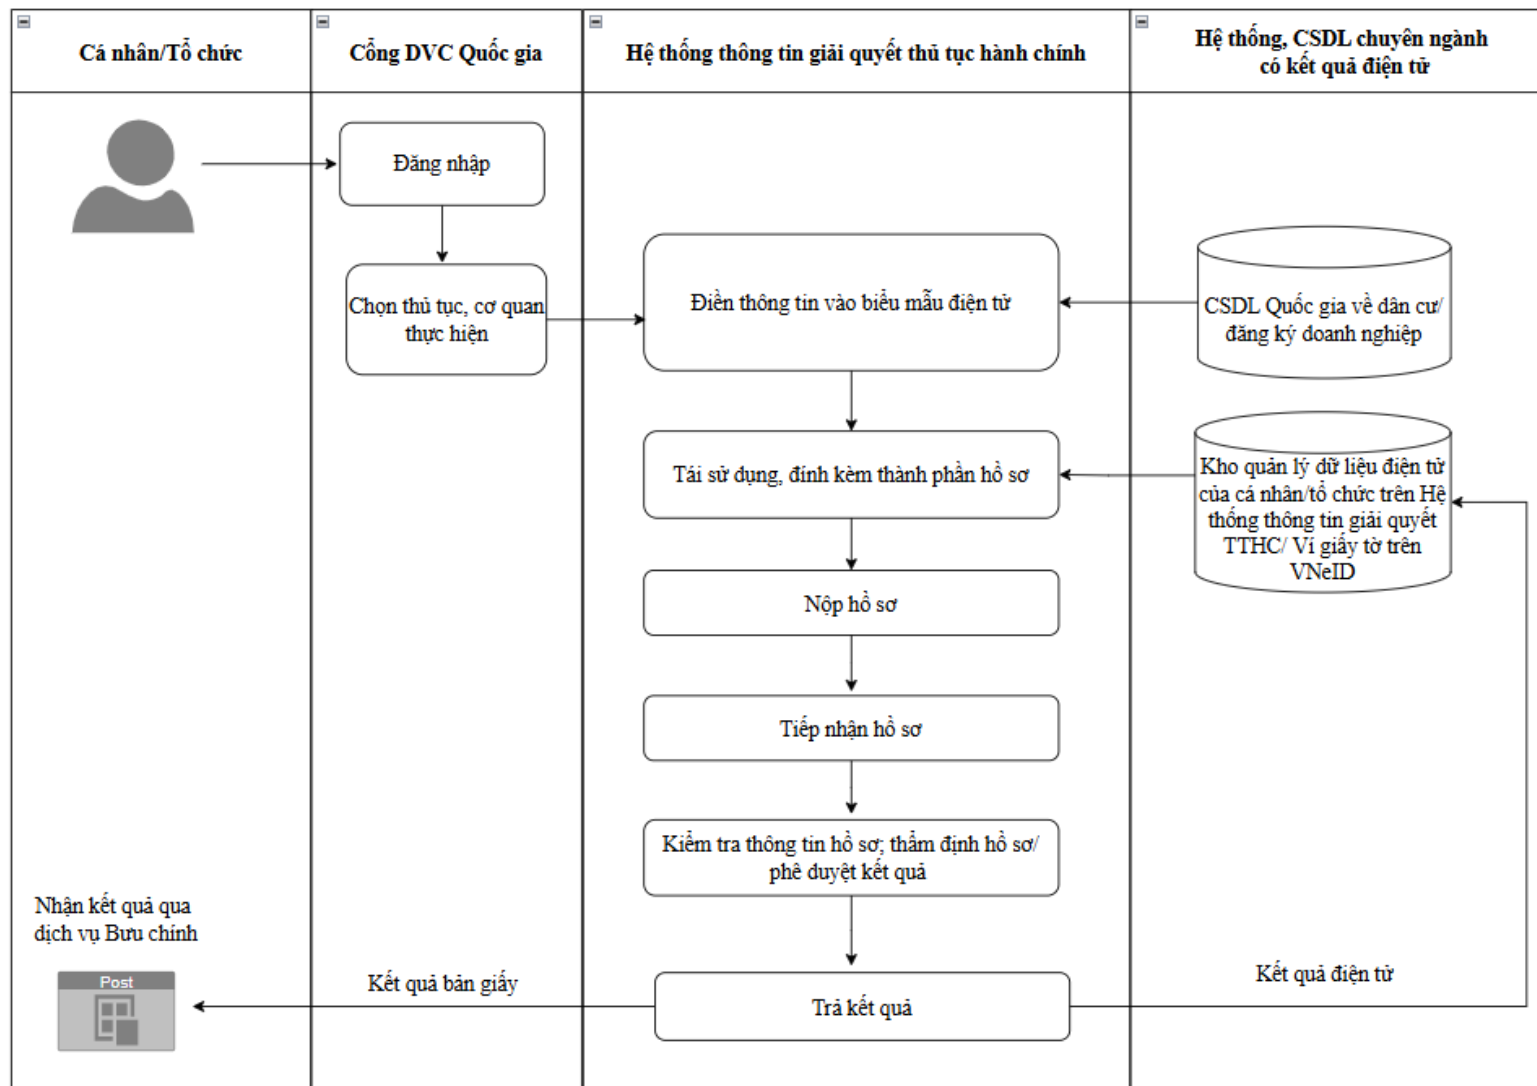 Cá nhân/Tổ chức
Cổng DVC Quốc gia
Hệ thống thông tin giải quyết thủ tục hành chính
Hệ thống, CSDL chuyên ngành
có kết quả điện tử
Đăng nhập
Chọn thủ tục, cơ quan
thực hiện
Điền thông tin vào biểu mẫu điện tử
CSDL Quốc gia về dân cư/
đăng ký doanh nghiệp
Tái sử dụng, đính kèm thành phần hồ sơ
Kho quản lý dữ liệu điện tử
của cá nhân/tổ chức trên Hệ
thống thông tin giải quyết
TTHC/ Ví giấy tờ trên
VNeID
Nộp hồ sơ
Tiếp nhận hồ sơ
Kiểm tra thông tin hồ sơ; thẩm định hồ sơ/
phê duyệt kết quả
Nhận kết quả qua
dịch vụ Bưu chính
Post
Kết quả bản giấy
Trả kết quả
Kết quả điện tử